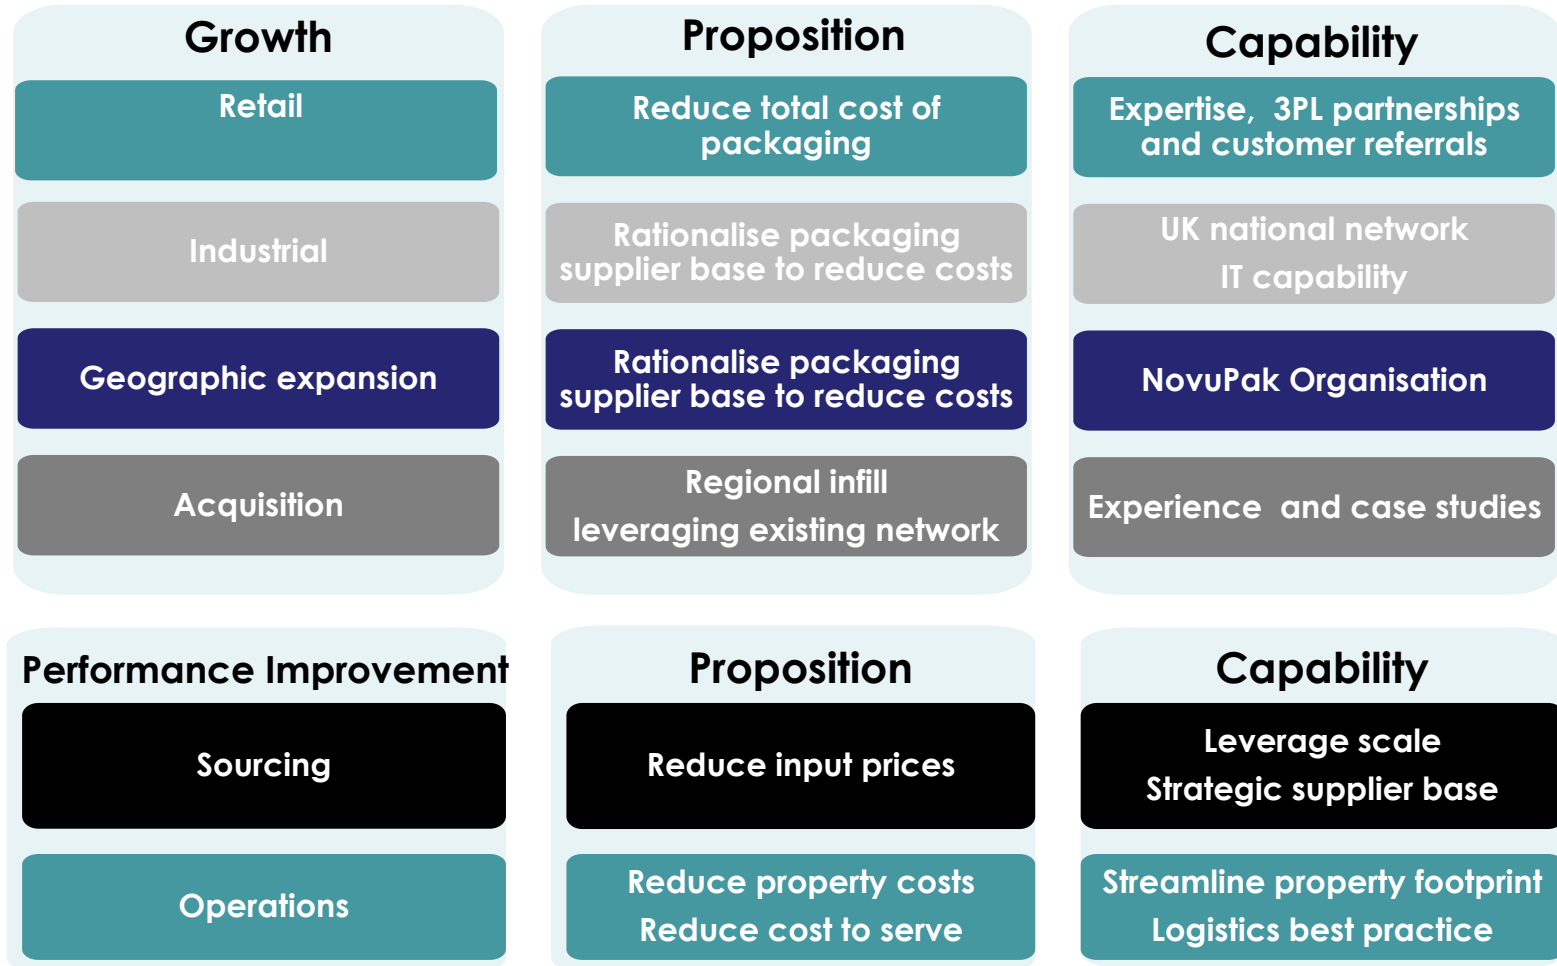 Growth
Proposition
Capability
Retail
Reduce total cost of
packaging
Expertise, 3PL partnerships
and customer referrals
Industrial
Rationalise packaging
supplier base to reduce costs
UK national network
IT capability
Geographic expansion
Rationalise packaging
supplier base to reduce costs
NovuPak Organisation
Acquisition
Regional infill
leveraging existing network
Experience and case studies
Performance Improvement
Proposition
Capability
Sourcing
Reduce input prices
Leverage scale
Strategic supplier base
Operations
Reduce property costs
Reduce cost to serve
Streamline property footprint
Logistics best practice